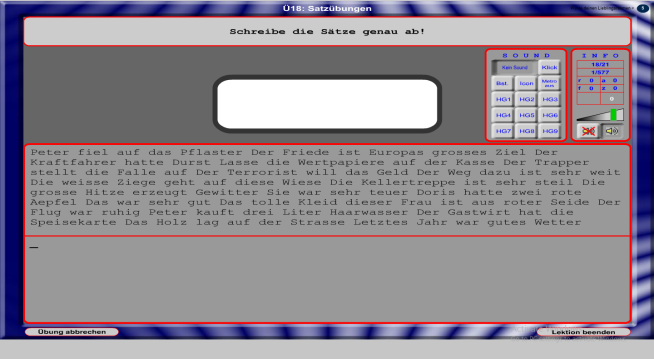 Ü18: Satzübungen
5
Schreibe die Sätze genau ab!
S O U N D
Kein Sound
Klick
Bst.
Icon
Metro aus
HG1
HG2
HG3
HG4
HG5
HG6
HG7
HG8
HG9
I N F O
18/21
1/577
r 0 a 0
f 0 z 0
0
Peter fiel auf das Pflaster Der Friede ist Europas grosses Ziel Der
Kraftfahrer hatte Durst Lasse die Wertpapiere auf der Kasse Der Trapper
stellt die Falle auf Der Terrorist will das Geld Der Weg dazu ist sehr weit
Die weisse Ziege geht auf diese Wiese Die Kellertreppe ist sehr steil Die
grosse Hitze erzeugt Gewitter Sie war sehr teuer Doris hatte zwei rote
Aepfel Das war sehr gut Das tolle Kleid dieser Frau ist aus roter Seide Der
Flug war ruhig Peter kauft drei Liter Haarwasser Der Gastwirt hat die
Speisekarte Das Holz lag auf der Strasse Letztes Jahr war gutes Wetter
Übung abbrechen
Lektion beenden